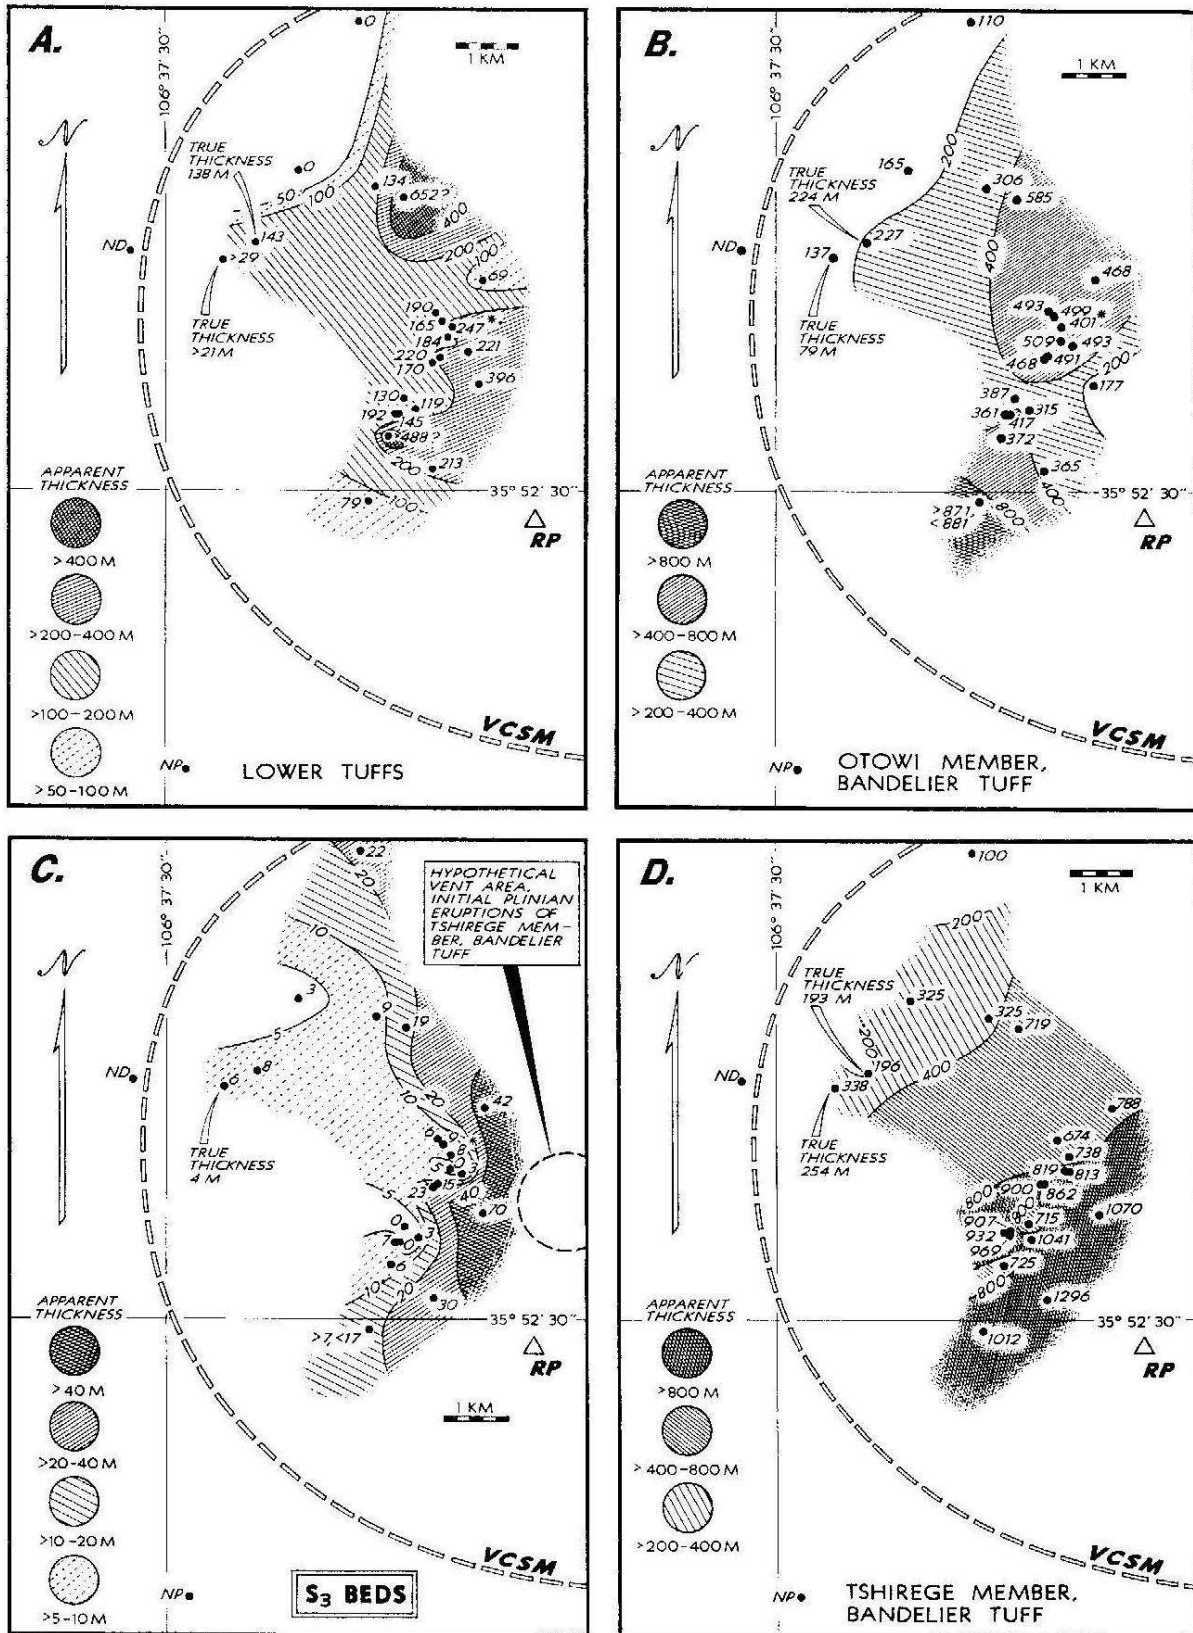 A.
0
1 KM
106° 37' 30"
N
TRUE
THICKNESS
138 M
0
50
100
134
652?
400
200
100
69
143
ND
>29
TRUE
THICKNESS
>21 M
190
165
247
*
184
221
220
170
396
130
119
192
145
>488?
200
213
APPARENT
THICKNESS
79
100
35° 52' 30"
RP
>400 M
>200-400 M
>100-200 M
>50-100 M
VCSM
NP
LOWER TUFFS
B.
110
1 KM
106° 37' 30"
N
200
165
TRUE
THICKNESS
224 M
306
585
227
400
ND
137
468
TRUE
THICKNESS
79 M
493
499
*
401
509
493
468
491
200
177
387
361
315
417
372
365
400
APPARENT
THICKNESS
35° 52' 30"
>871,
<881
800
RP
>800 M
>400-800 M
>200-400 M
VCSM
NP
OTOWI MEMBER,
BANDELIER TUFF
C.
22
20
HYPOTHETICAL
VENT AREA,
INITIAL PLINIAN
ERUPTIONS OF
TSHIREGE MEM-
BER, BANDELIER
TUFF
106° 37' 30"
10
N
3
9
19
5
8
ND
6
20
10
42
TRUE
THICKNESS
4 M
6
9
8
23
15
40
70
5
0
3
7
0
6
10
20
30
APPARENT
THICKNESS
>7,<17
35° 52' 30"
RP
>40 M
1 KM
>20-40 M
>10-20 M
>5-10 M
VCSM
NP
S3 BEDS
D.
100
1 KM
106° 37' 30"
200
N
TRUE
THICKNESS
193 M
325
325
719
200
196
400
ND
338
788
TRUE
THICKNESS
254 M
674
738
819
813
800
900
862
1070
907
800
715
932
1041
969
725
800
1296
APPARENT
THICKNESS
35° 52' 30"
1012
RP
>800 M
>400-800 M
>200-400 M
VCSM
NP
TSHIREGE MEMBER,
BANDELIER TUFF